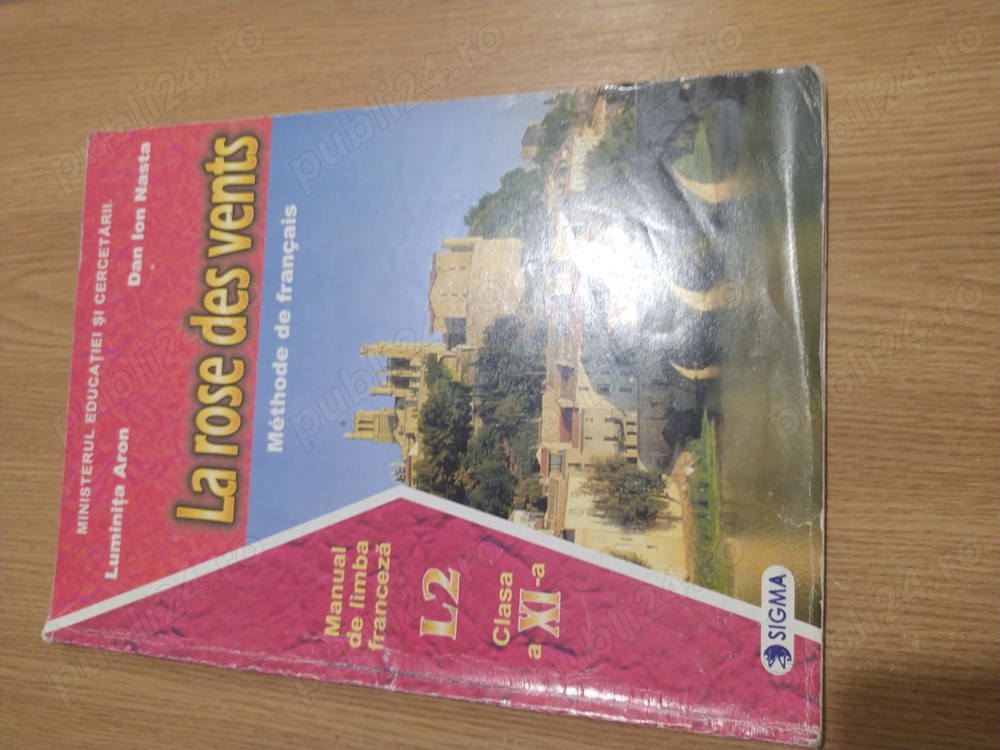 MINISTERUL EDUCAȚIEI ȘI CERCETĂRII
Luminița Aron
Dan Ion Nasta
La rose des vents
Méthode de français
Manual
de limba
franceză
L2
Clasa
a XI-a
SIGMA
publi24.ro